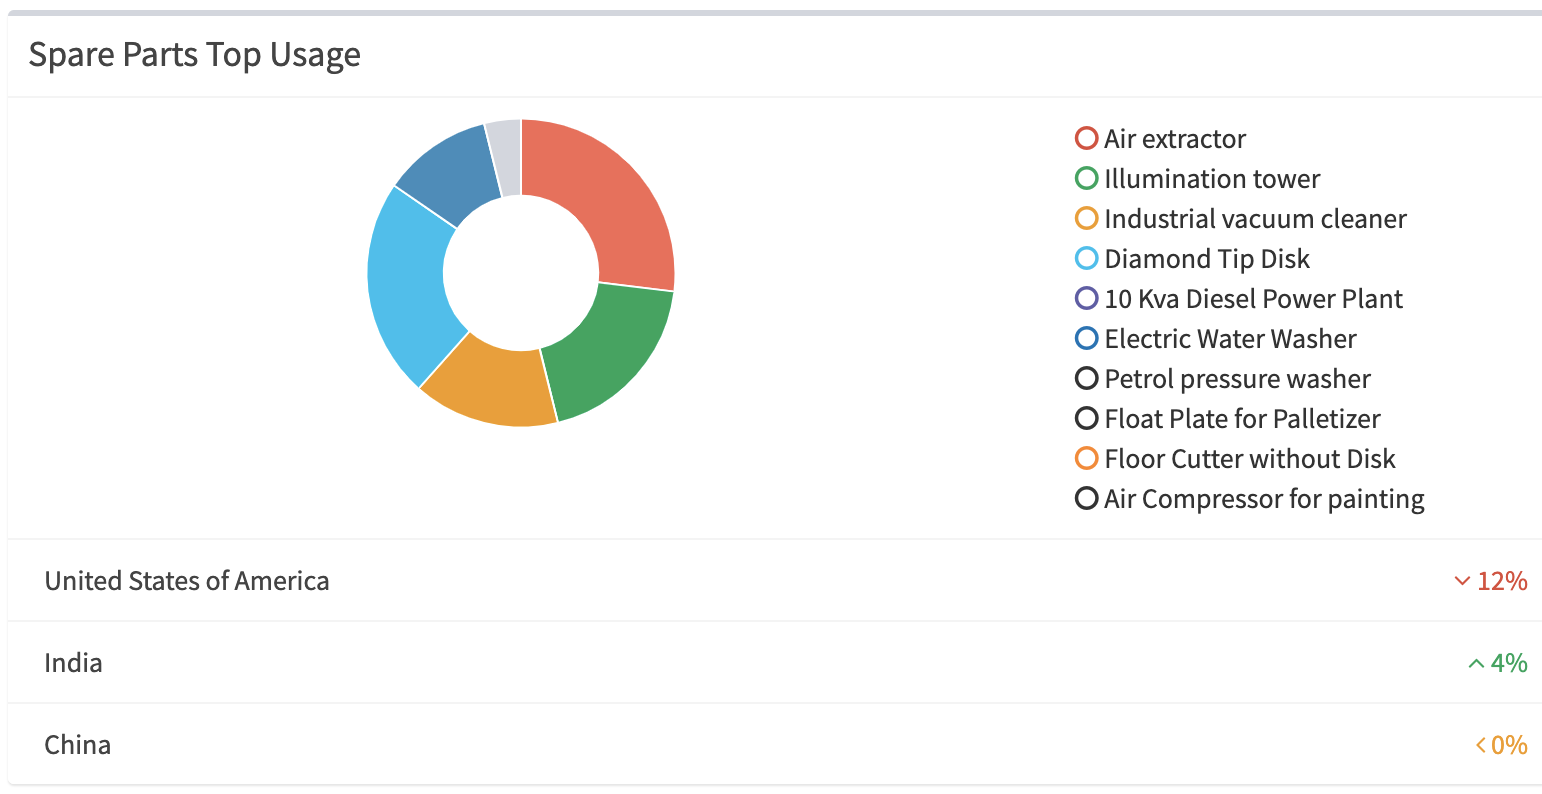 Spare Parts Top Usage
Air extractor
Illumination tower
Industrial vacuum cleaner
Diamond Tip Disk
10 Kva Diesel Power Plant
Electric Water Washer
Petrol pressure washer
Float Plate for Palletizer
Floor Cutter without Disk
Air Compressor for painting
United States of America 12%
India 4%
China 0%